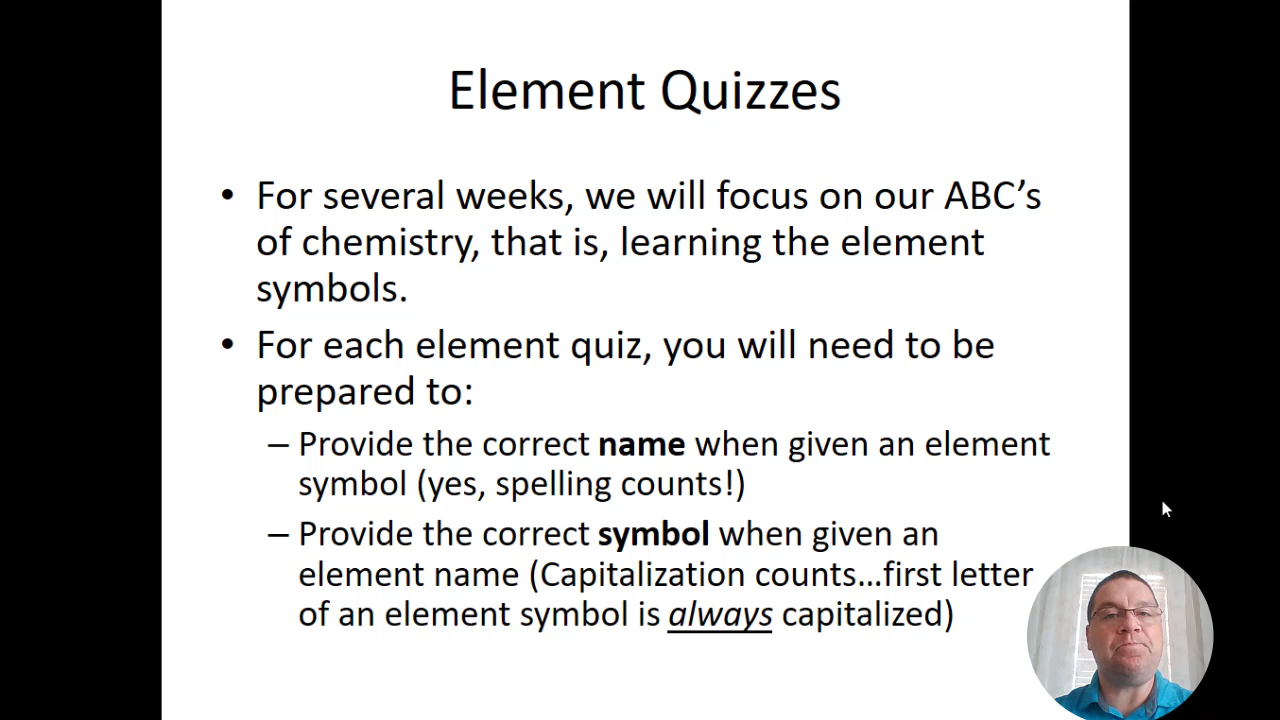 Element Quizzes
• For several weeks, we will focus on our ABC’s
of chemistry, that is, learning the element
symbols.
• For each element quiz, you will need to be
prepared to:
– Provide the correct name when given an element
symbol (yes, spelling counts!)
– Provide the correct symbol when given an
element name (Capitalization counts…first letter
of an element symbol is always capitalized)